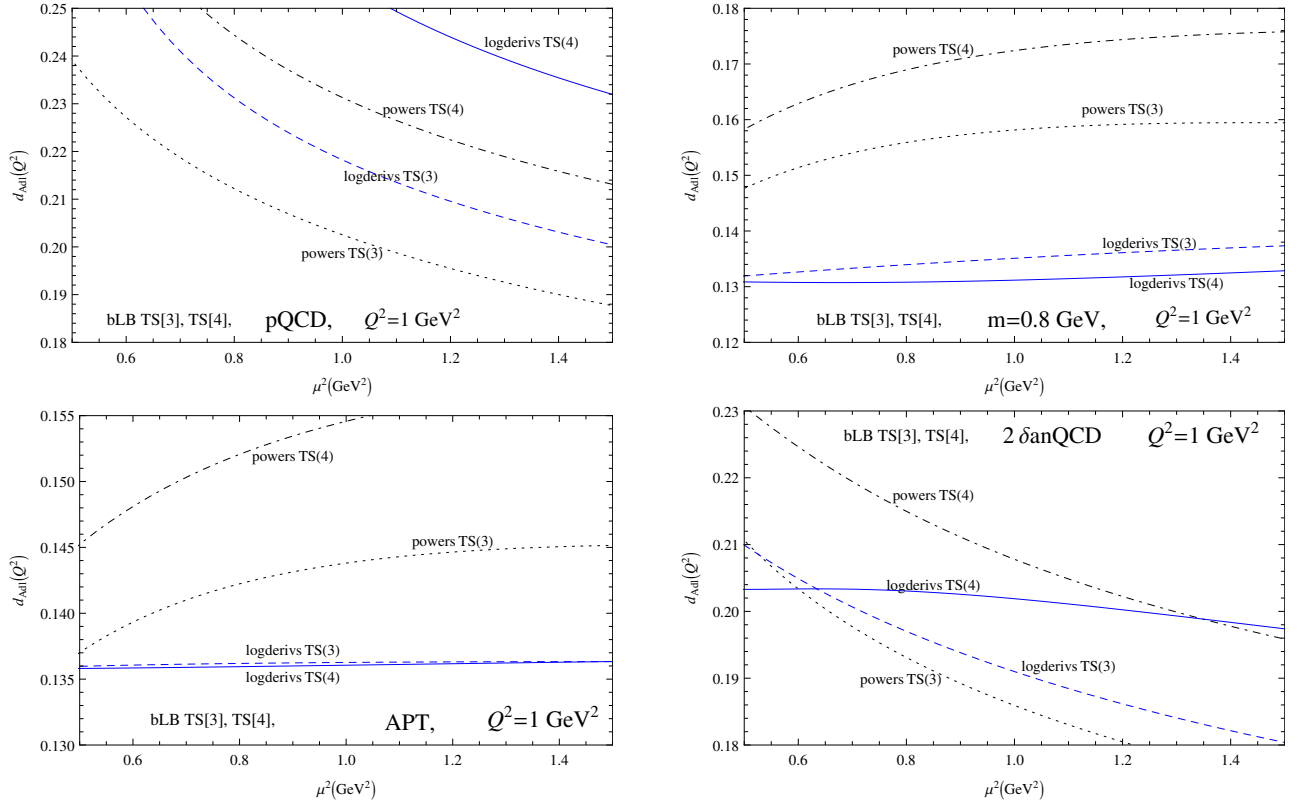 0.25
0.24
0.23
0.22
0.21
0.20
0.19
0.18
d_Adl(Q²)
logderivs TS(4)
powers TS(4)
logderivs TS(3)
powers TS(3)
bLB TS[3], TS[4], pQCD, Q²=1 GeV²
0.6 0.8 1.0 1.2 1.4
μ²(GeV²)
0.18
0.17
0.16
0.15
0.14
0.13
0.12
d_Adl(Q²)
powers TS(4)
powers TS(3)
logderivs TS(3)
logderivs TS(4)
bLB TS[3], TS[4], m=0.8 GeV, Q²=1 GeV²
0.6 0.8 1.0 1.2 1.4
μ²(GeV²)
0.155
0.150
0.145
0.140
0.135
0.130
d_Adl(Q²)
powers TS(4)
powers TS(3)
logderivs TS(3)
logderivs TS(4)
bLB TS[3], TS[4], APT, Q²=1 GeV²
0.6 0.8 1.0 1.2 1.4
μ²(GeV²)
0.23
0.22
0.21
0.20
0.19
0.18
d_Adl(Q²)
bLB TS[3], TS[4], 2 δanQCD Q²=1 GeV²
powers TS(4)
logderivs TS(4)
logderivs TS(3)
powers TS(3)
0.6 0.8 1.0 1.2 1.4
μ²(GeV²)